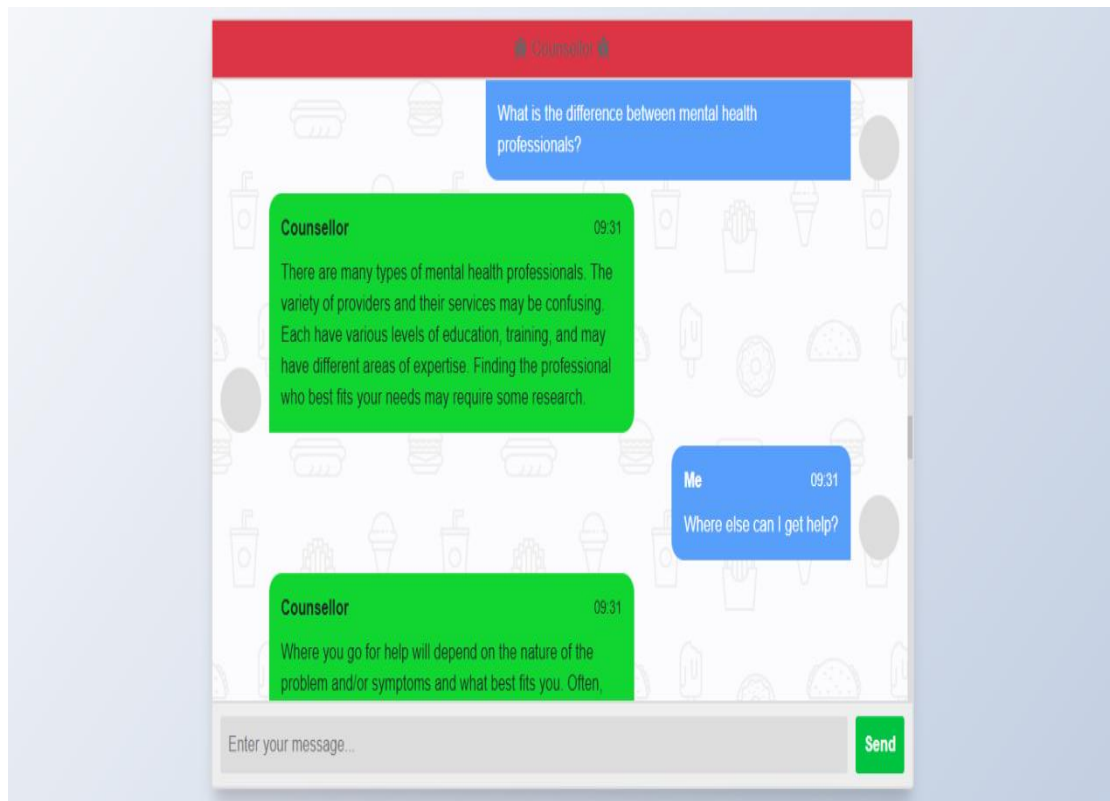 Counsellor
What is the difference between mental health
professionals?
Counsellor 09:31
There are many types of mental health professionals. The
variety of providers and their services may be confusing.
Each have various levels of education, training, and may
have different areas of expertise. Finding the professional
who best fits your needs may require some research.
Me 09:31
Where else can I get help?
Counsellor 09:31
Where you go for help will depend on the nature of the
problem and/or symptoms and what best fits you. Often,
Enter your message...
Send